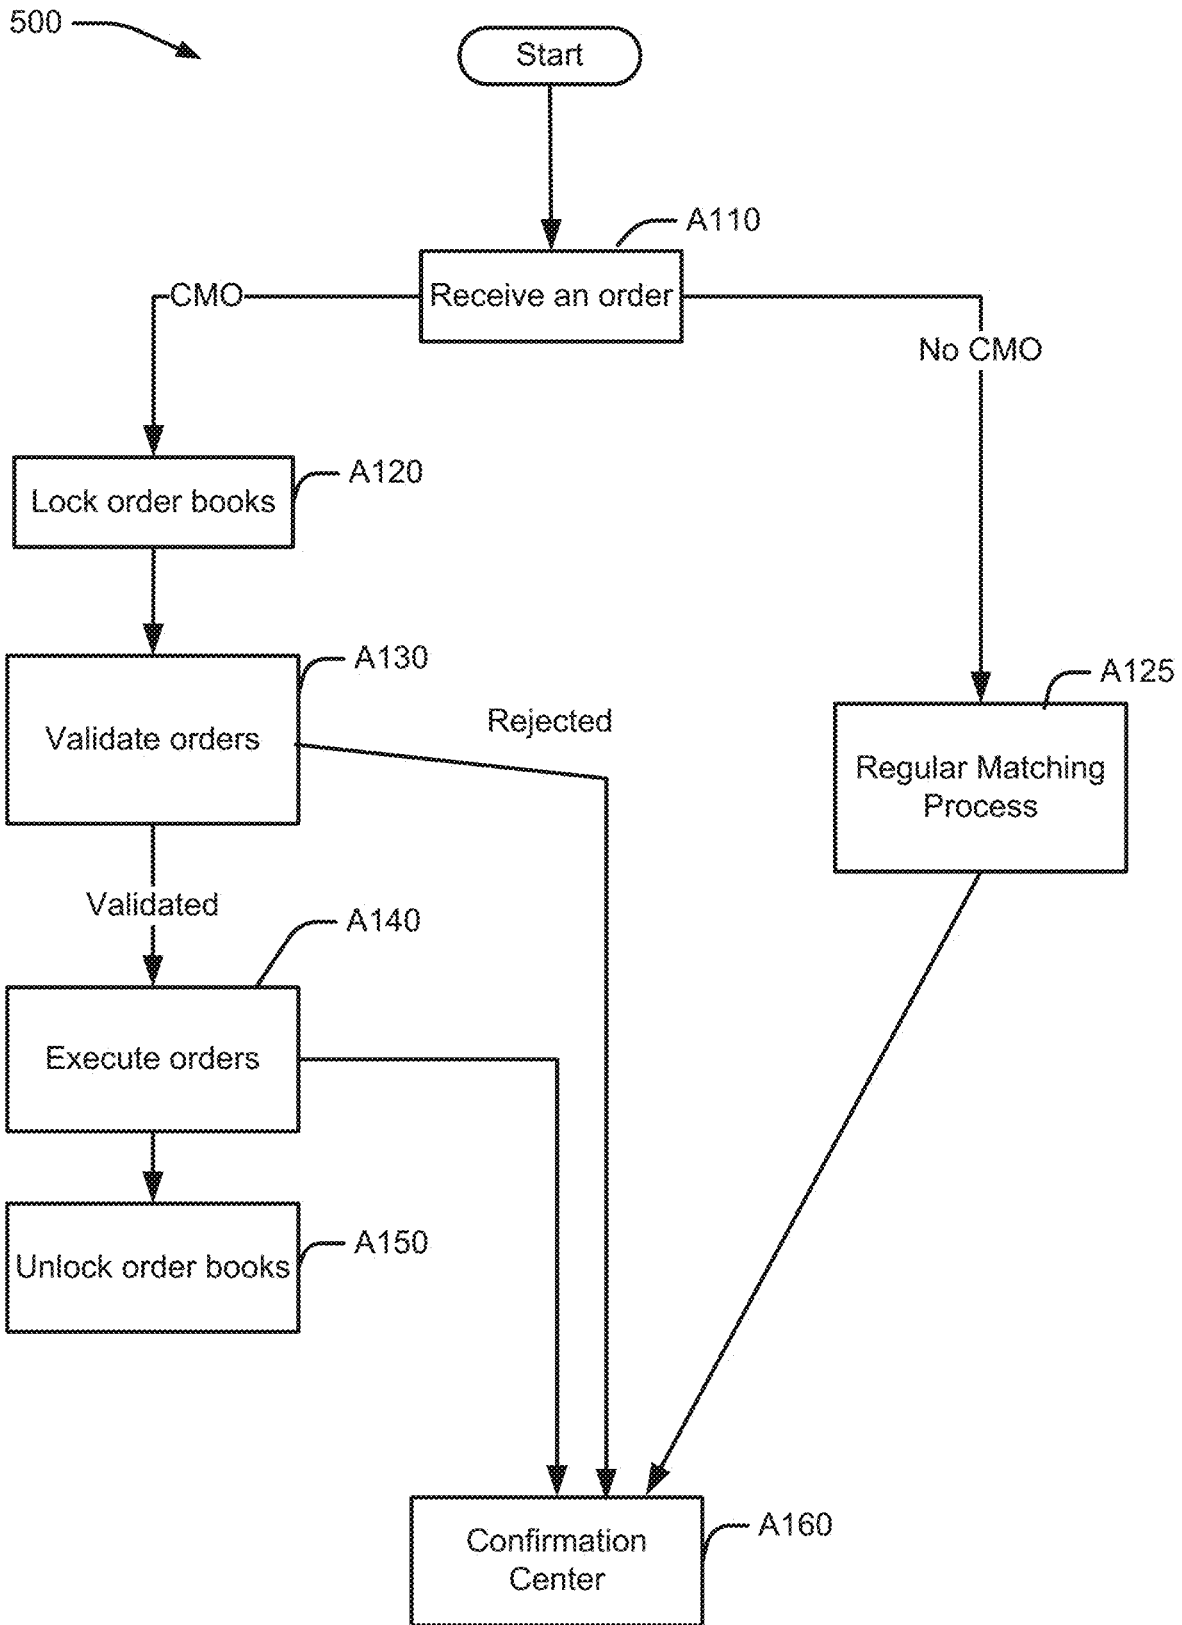 500
Start
A110
Receive an order
CMO
No CMO
A120
Lock order books
A130
Validate orders
Rejected
A125
Regular Matching
Process
Validated
A140
Execute orders
A150
Unlock order books
A160
Confirmation
Center